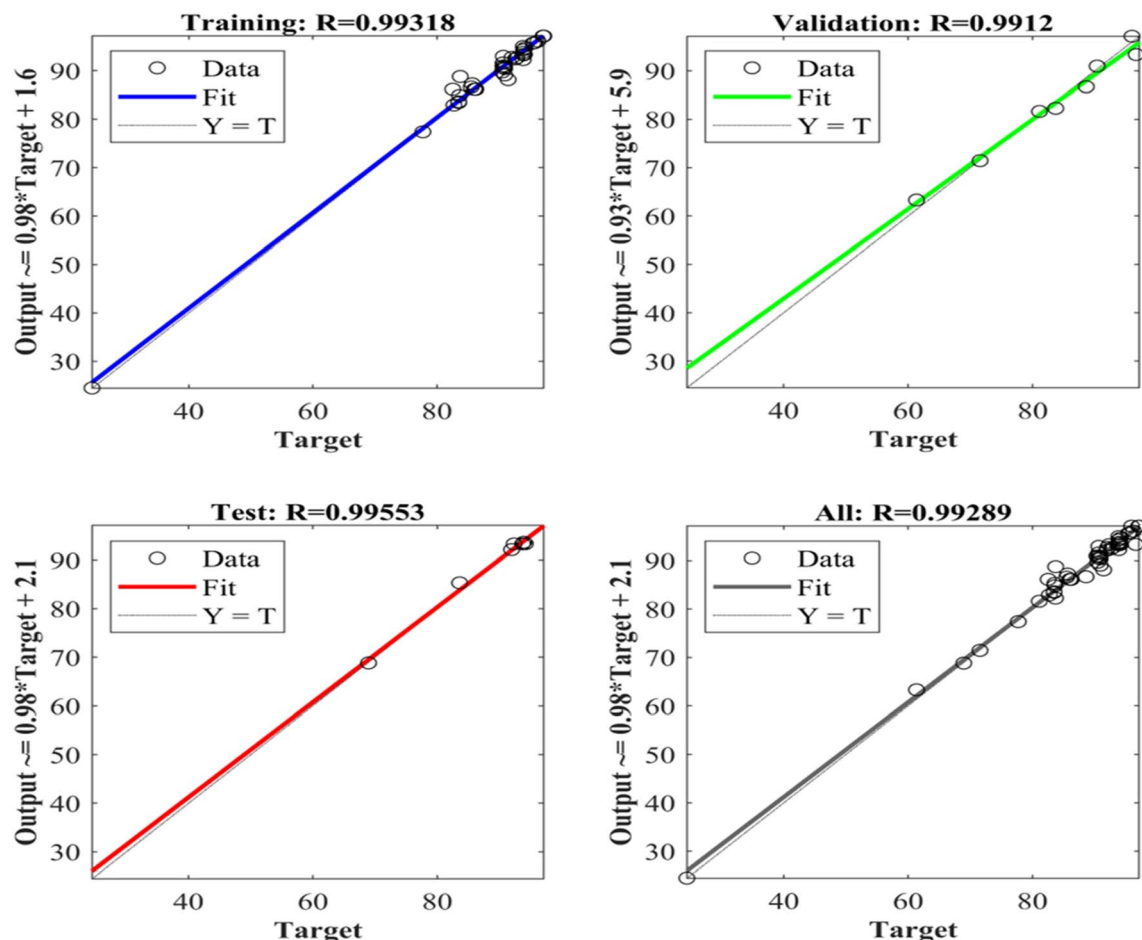 Training: R=0.99318
Output ~= 0.98*Target + 1.6
Data
Fit
Y = T
90
80
70
60
50
40
30
40
60
80
Target
Validation: R=0.9912
Output ~= 0.93*Target + 5.9
Data
Fit
Y = T
90
80
70
60
50
40
30
40
60
80
Target
Test: R=0.99553
Output ~= 0.98*Target + 2.1
Data
Fit
Y = T
90
80
70
60
50
40
30
40
60
80
Target
All: R=0.99289
Output ~= 0.98*Target + 2.1
Data
Fit
Y = T
90
80
70
60
50
40
30
40
60
80
Target